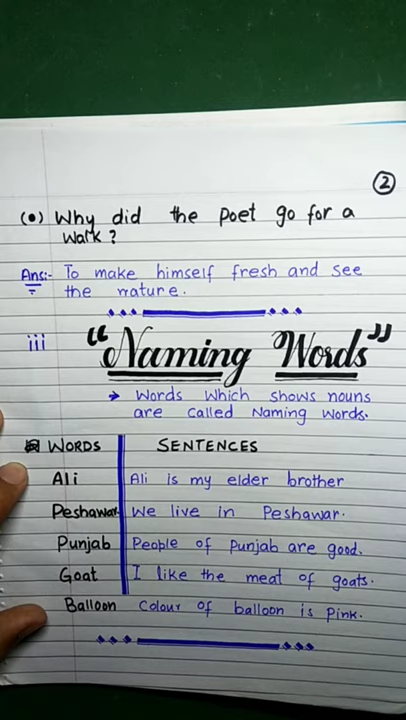 2
(•) Why did the poet go for a
walk ?
Ans:- To make himself fresh and see
the nature.
iii "Naming Words"
→ Words which shows nouns
are called Naming words.
WORDS SENTENCES
Ali Ali is my elder brother
Peshawar We live in Peshawar.
Punjab People of Punjab are good.
Goat I like the meat of goats.
Balloon Colour of balloon is Pink.